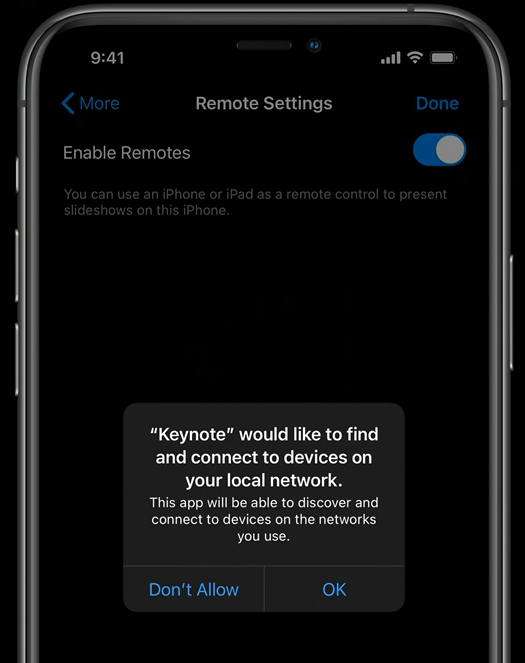 9:41
More
Remote Settings
Done
Enable Remotes
You can use an iPhone or iPad as a remote control to present
slideshows on this iPhone.
“Keynote” would like to find
and connect to devices on
your local network.
This app will be able to discover and
connect to devices on the networks
you use.
Don’t Allow
OK